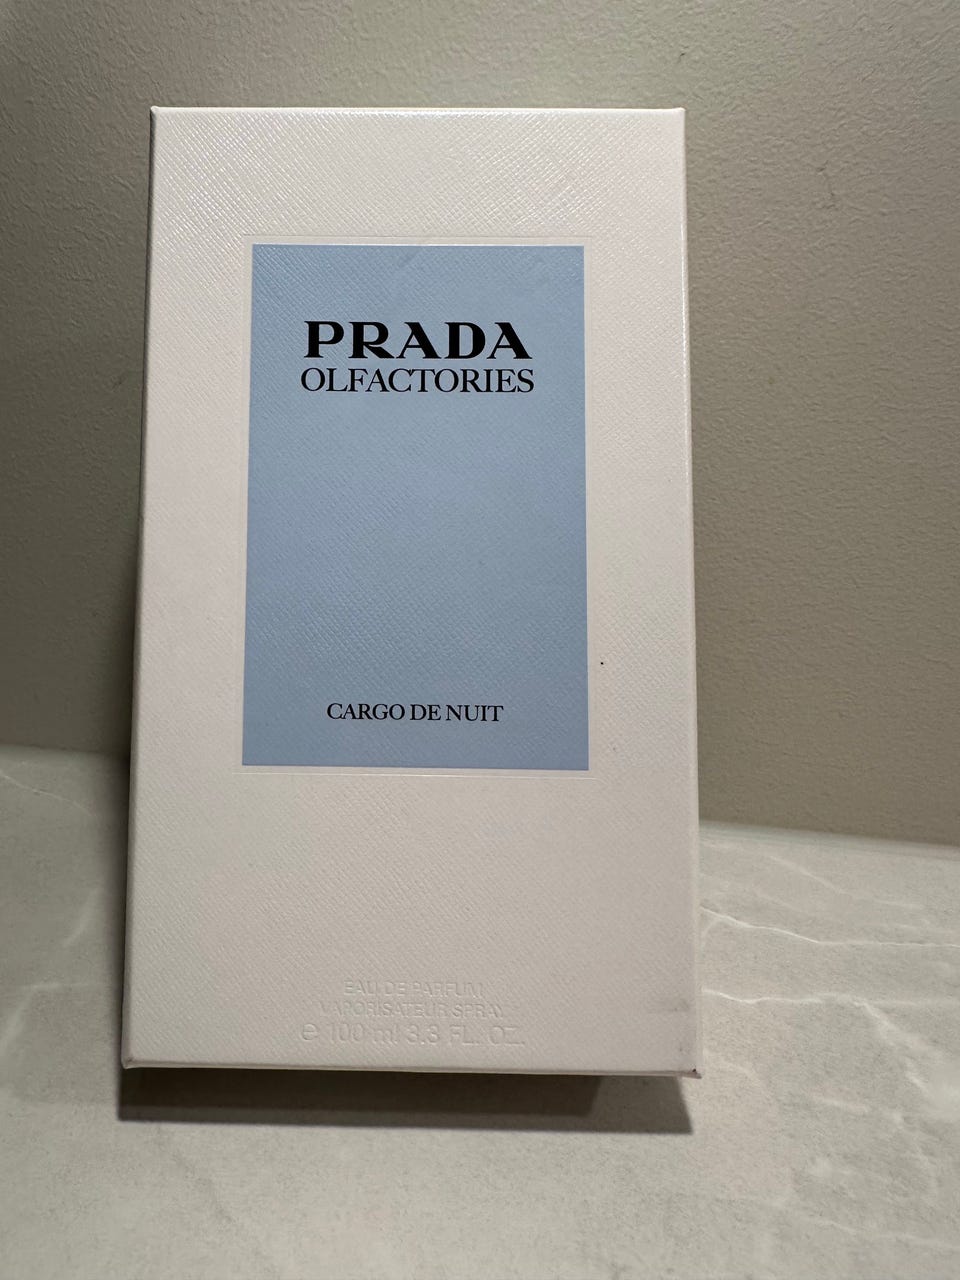 PRADA
OLFACTORIES
CARGO DE NUIT
EAU DE PARFUM
VAPORISATEUR SPRAY
℮ 100 ml 3.3 FL. OZ.